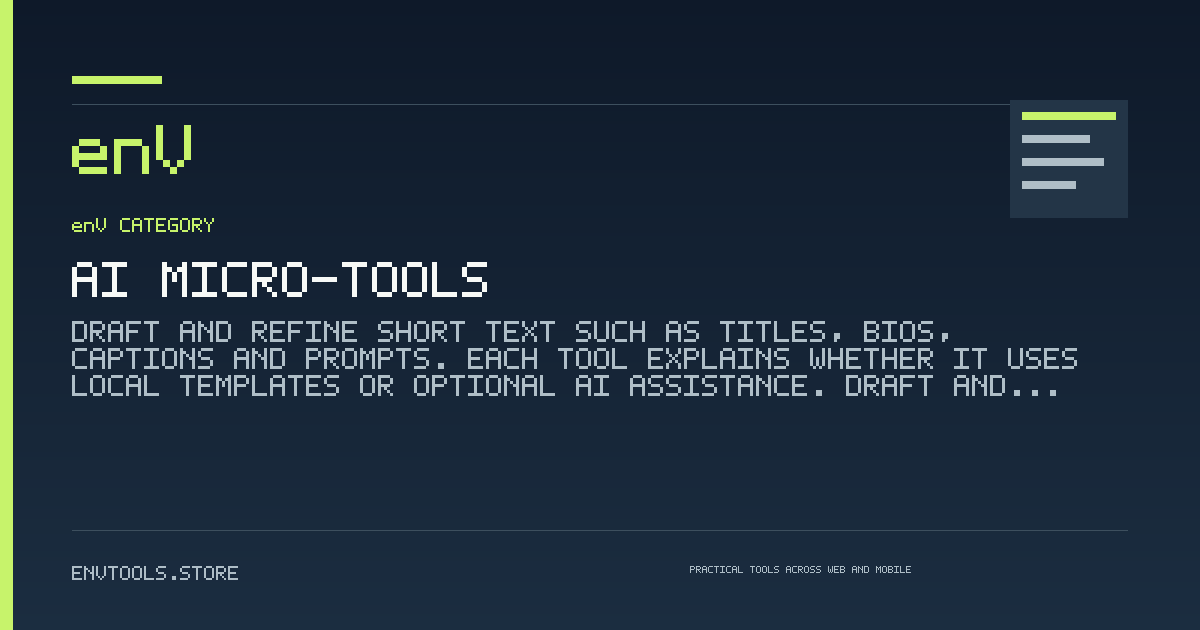 enV
enV CATEGORY
AI MICRO-TOOLS
DRAFT AND REFINE SHORT TEXT SUCH AS TITLES, BIOS,
CAPTIONS AND PROMPTS. EACH TOOL EXPLAINS WHETHER IT USES
LOCAL TEMPLATES OR OPTIONAL AI ASSISTANCE. DRAFT AND...
ENVTOOLS.STORE
PRACTICAL TOOLS ACROSS WEB AND MOBILE